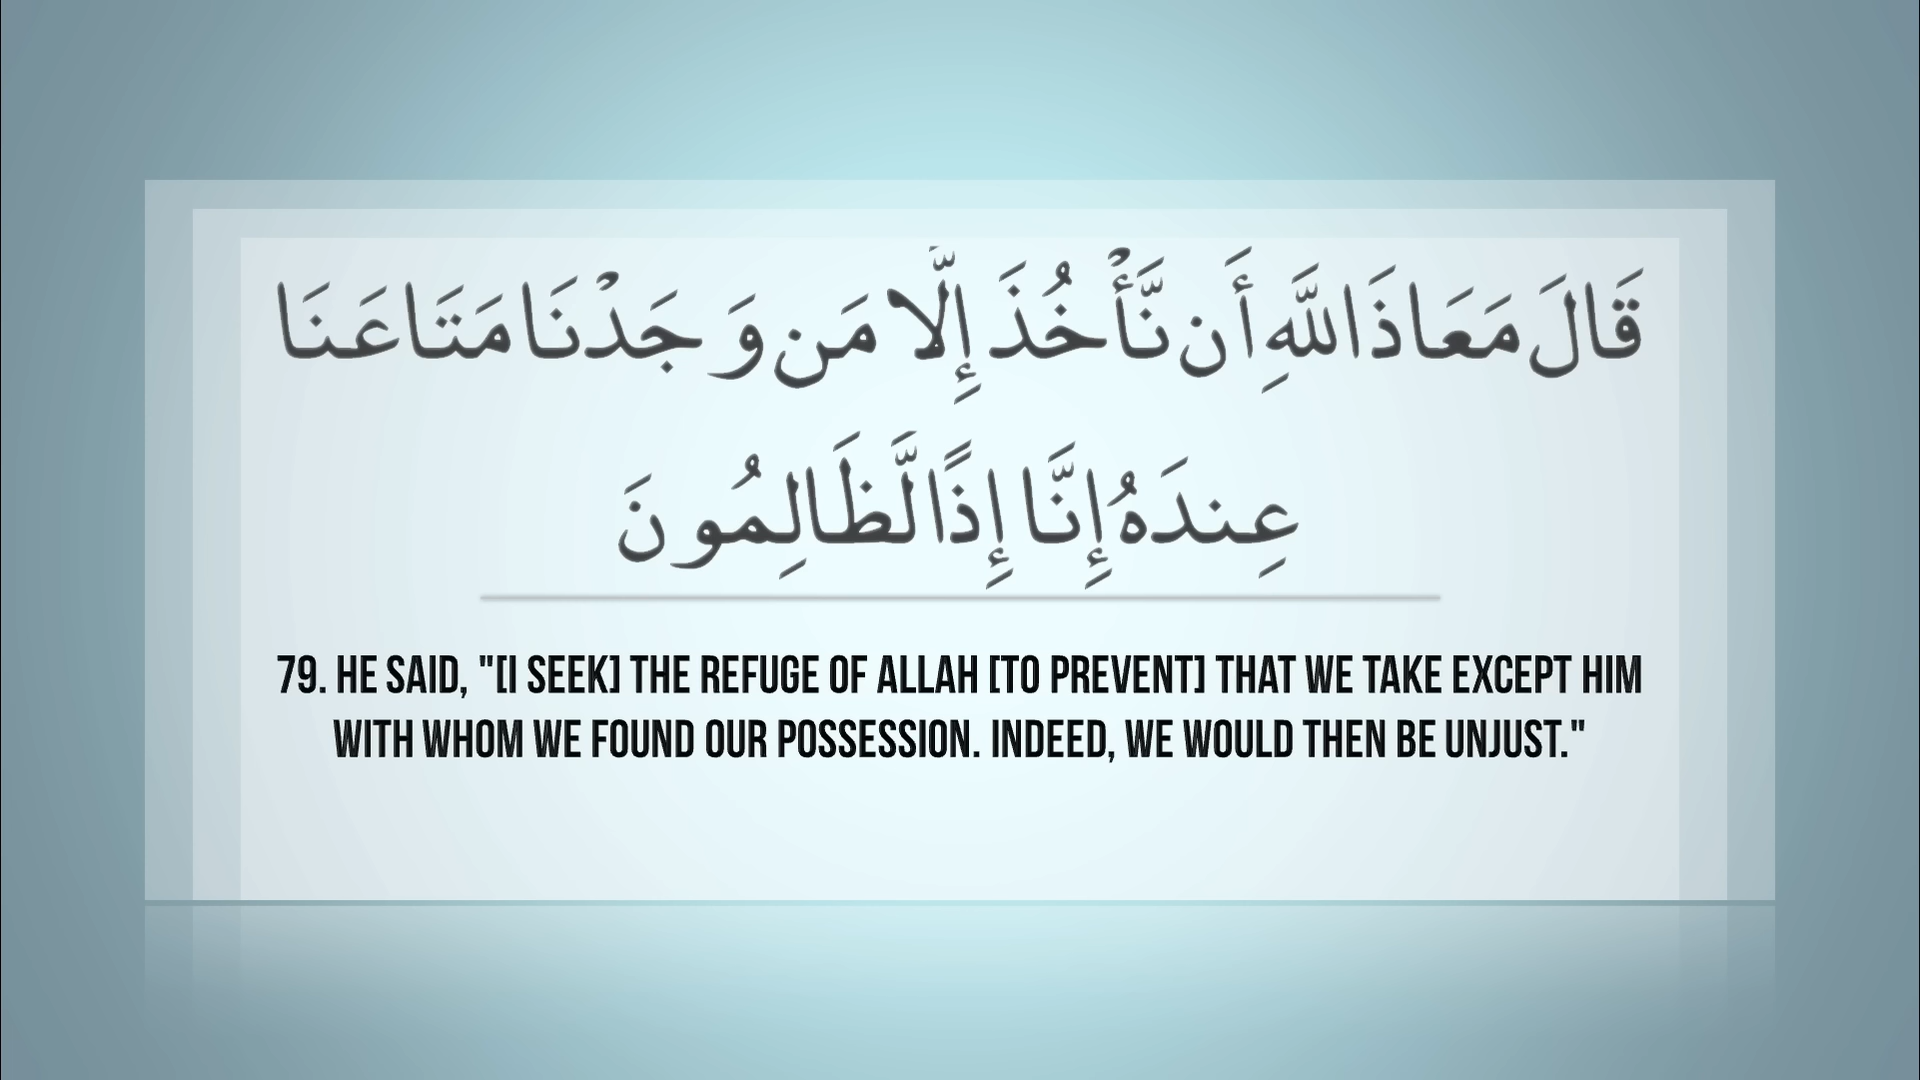 قَالَ مَعَاذَ اللَّهِ أَن نَّأْخُذَ إِلَّا مَن وَجَدْنَا مَتَاعَنَا
عِندَهُ إِنَّا إِذًا لَّظَالِمُونَ
79. HE SAID, "[I SEEK] THE REFUGE OF ALLAH [TO PREVENT] THAT WE TAKE EXCEPT HIM
WITH WHOM WE FOUND OUR POSSESSION. INDEED, WE WOULD THEN BE UNJUST."